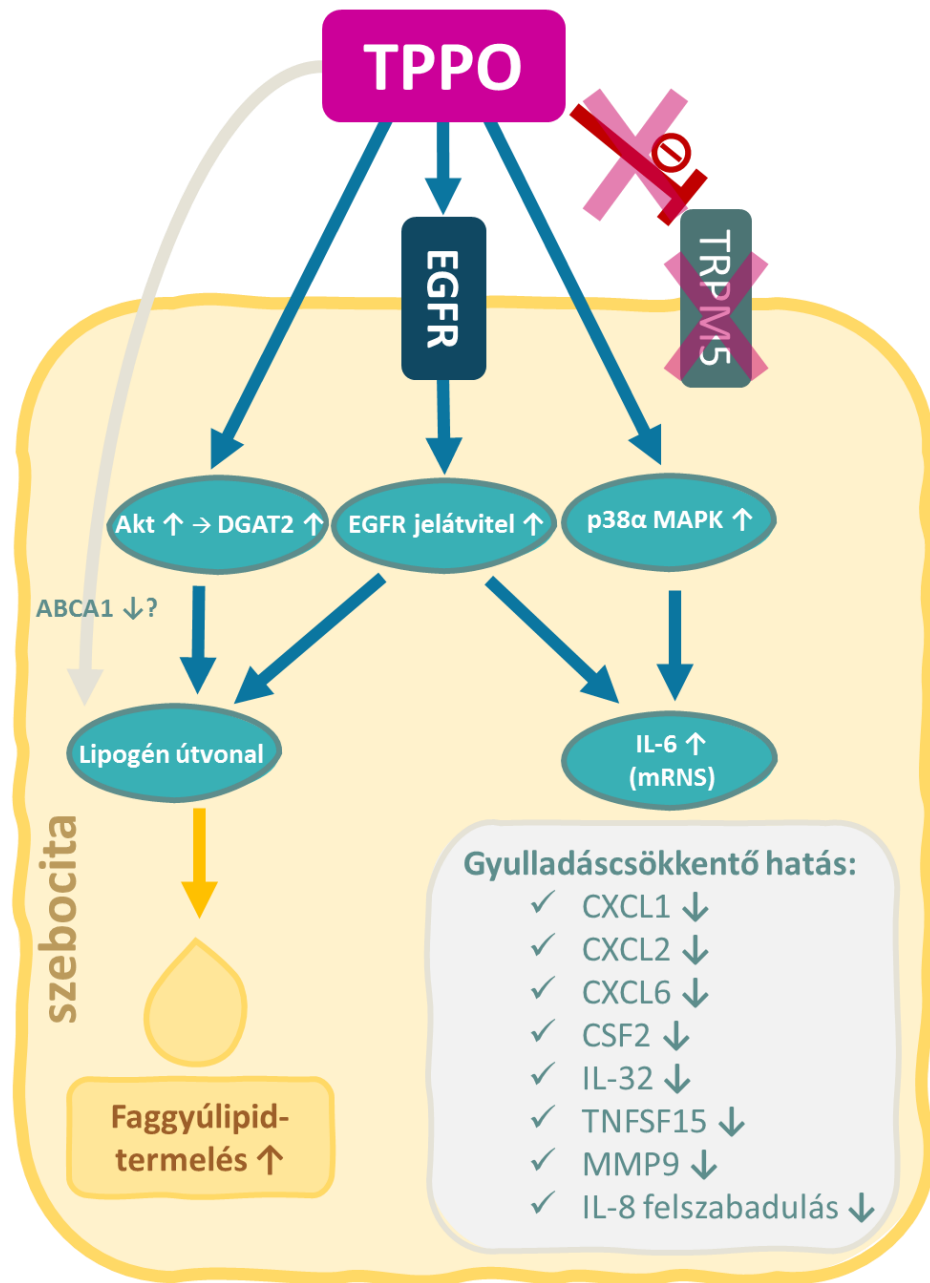 TPPO
EGFR
TRPM5
Akt ↑ → DGAT2 ↑
EGFR jelátvitel ↑
p38α MAPK ↑
ABCA1 ↓?
Lipogén útvonal
IL-6 ↑
(mRNS)
szebocita
Faggyúlipid-
termelés ↑
Gyulladáscsökkentő hatás:
✓ CXCL1 ↓
✓ CXCL2 ↓
✓ CXCL6 ↓
✓ CSF2 ↓
✓ IL-32 ↓
✓ TNFSF15 ↓
✓ MMP9 ↓
✓ IL-8 felszabadulás ↓